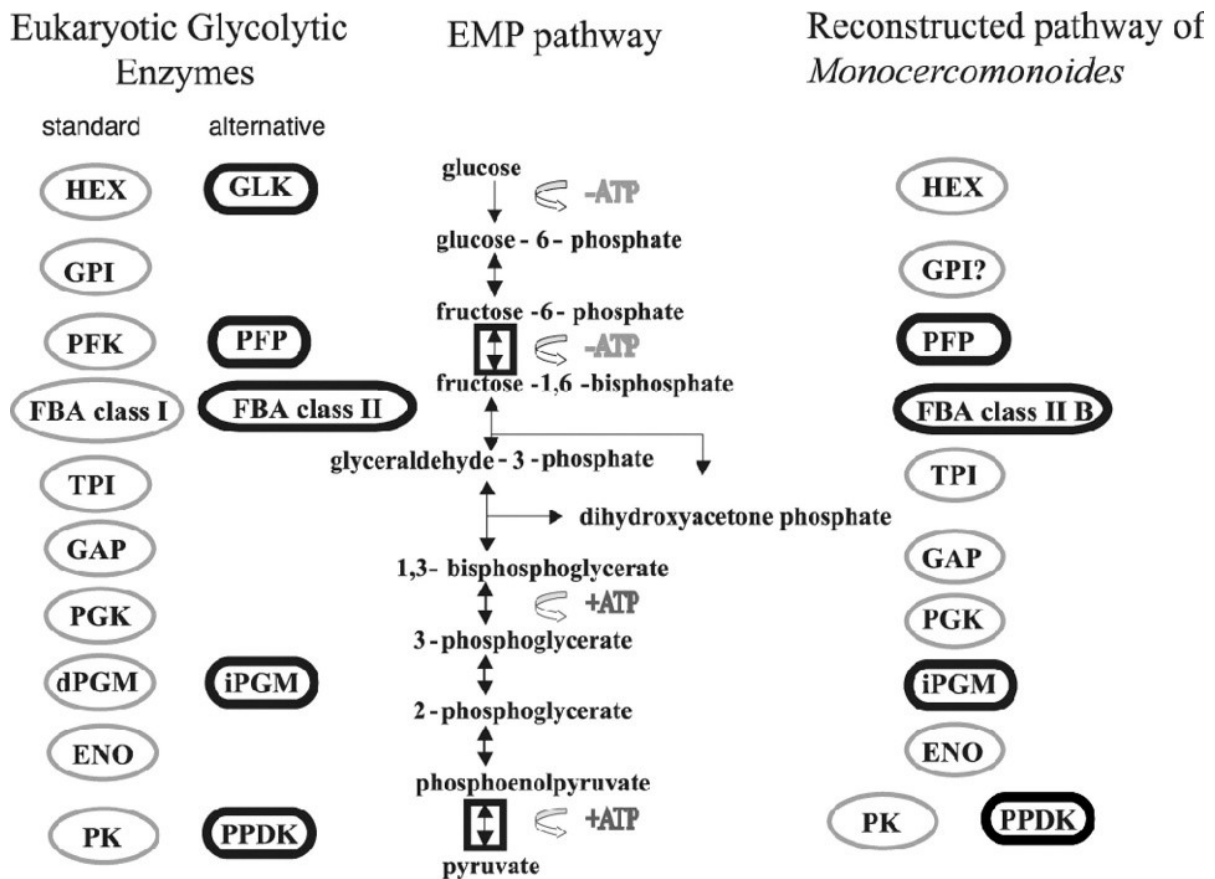 Eukaryotic Glycolytic
Enzymes
standard
alternative
HEX
GLK
GPI
PFK
PFP
FBA class I
FBA class II
TPI
GAP
PGK
dPGM
iPGM
ENO
PK
PPDK
EMP pathway
glucose
-ATP
glucose - 6 - phosphate
fructose -6- phosphate
-ATP
fructose -1,6 -bisphosphate
glyceraldehyde - 3 -phosphate
dihydroxyacetone phosphate
1,3- bisphosphoglycerate
+ATP
3 -phosphoglycerate
2 -phosphoglycerate
phosphoenolpyruvate
+ATP
pyruvate
Reconstructed pathway of
Monocercomonoides
HEX
GPI?
PFP
FBA class II B
TPI
GAP
PGK
iPGM
ENO
PK
PPDK